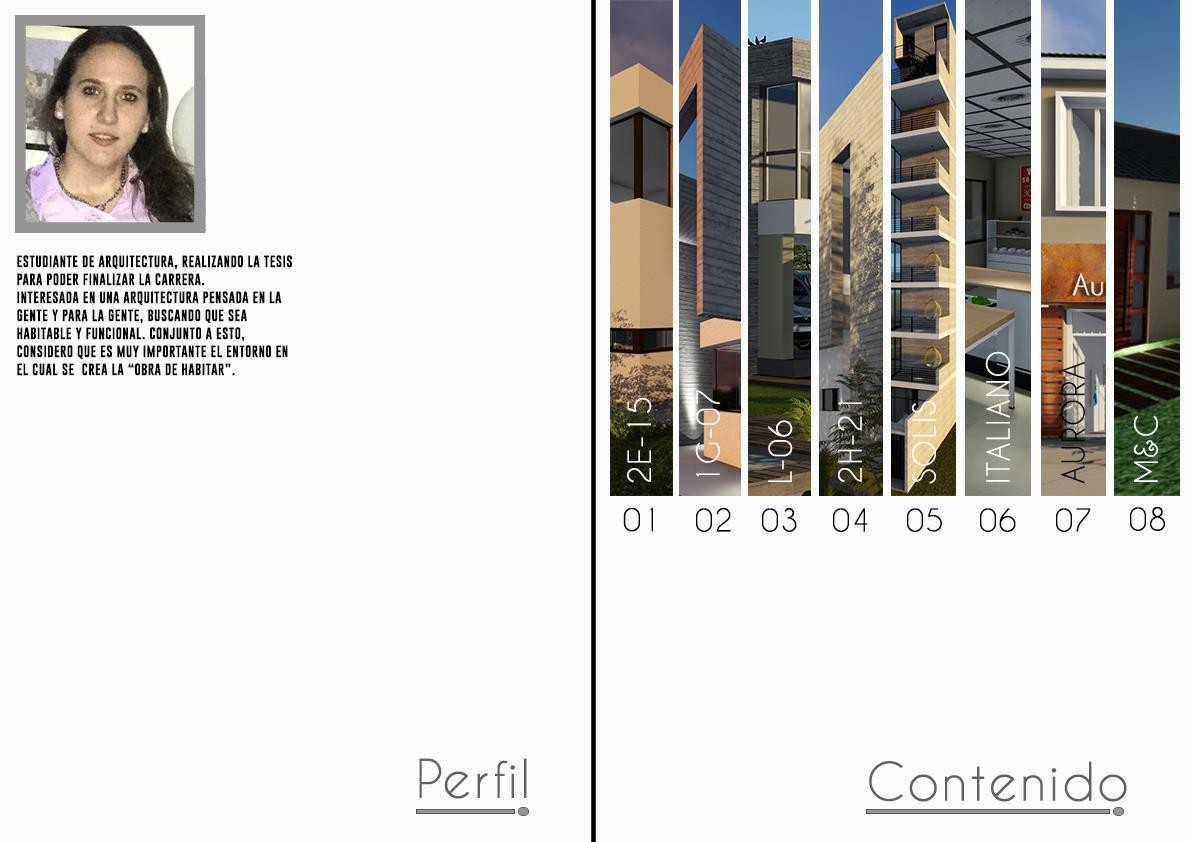 ESTUDIANTE DE ARQUITECTURA, REALIZANDO LA TESIS
PARA PODER FINALIZAR LA CARRERA.
INTERESADA EN UNA ARQUITECTURA PENSADA EN LA
GENTE Y PARA LA GENTE, BUSCANDO QUE SEA
HABITABLE Y FUNCIONAL. CONJUNTO A ESTO,
CONSIDERO QUE ES MUY IMPORTANTE EL ENTORNO EN
EL CUAL SE CREA LA “OBRA DE HABITAR”.
Perfil
2E-15
1G-07
L-06
2H-21
SOLIS
ITALIANO
AURORA
M&C
Au
01 02 03 04 05 06 07 08
Contenido